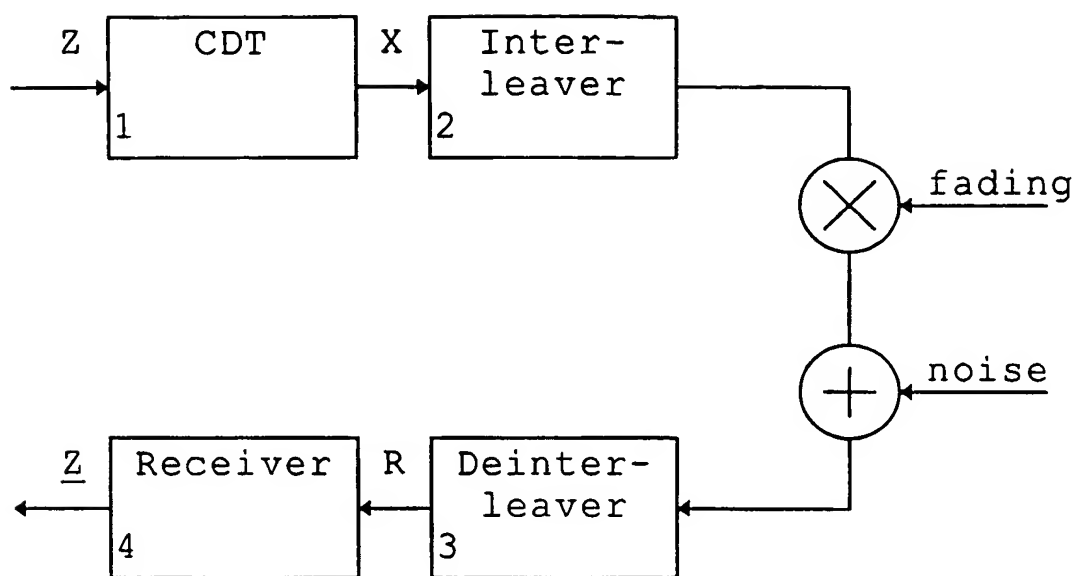 Z
CDT
1
X
Inter-
leaver
2
fading
noise
Z
Receiver
4
R
Deinter-
leaver
3